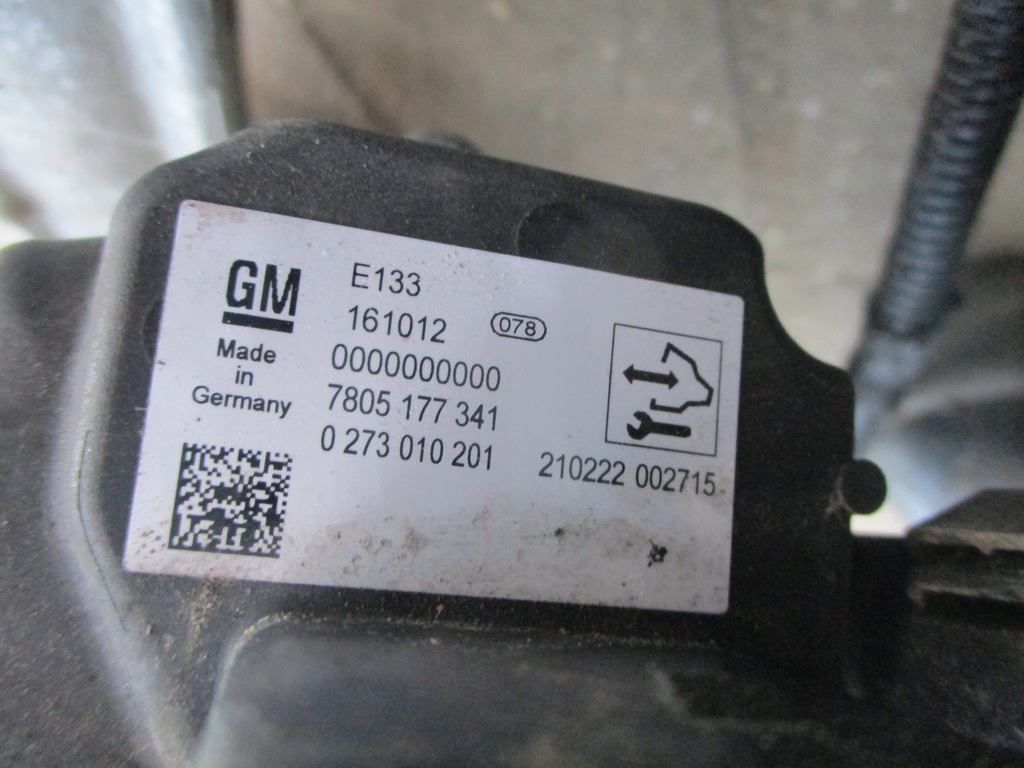 GM
Made
in
Germany
E133
161012
078
0000000000
7805 177 341
0 273 010 201
210222 002715